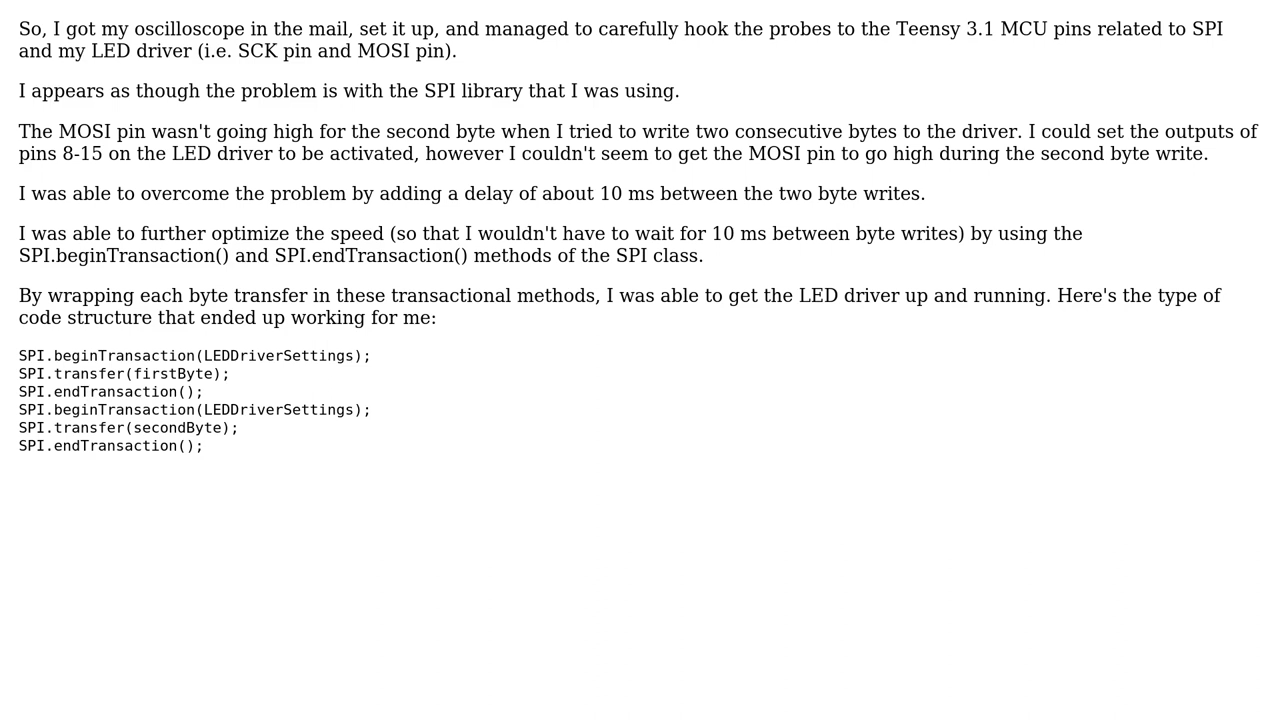 So, I got my oscilloscope in the mail, set it up, and managed to carefully hook the probes to the Teensy 3.1 MCU pins related to SPI
and my LED driver (i.e. SCK pin and MOSI pin).
I appears as though the problem is with the SPI library that I was using.
The MOSI pin wasn't going high for the second byte when I tried to write two consecutive bytes to the driver. I could set the outputs of
pins 8-15 on the LED driver to be activated, however I couldn't seem to get the MOSI pin to go high during the second byte write.
I was able to overcome the problem by adding a delay of about 10 ms between the two byte writes.
I was able to further optimize the speed (so that I wouldn't have to wait for 10 ms between byte writes) by using the
SPI.beginTransaction() and SPI.endTransaction() methods of the SPI class.
By wrapping each byte transfer in these transactional methods, I was able to get the LED driver up and running. Here's the type of
code structure that ended up working for me:
SPI.beginTransaction(LEDDriverSettings);
SPI.transfer(firstByte);
SPI.endTransaction();
SPI.beginTransaction(LEDDriverSettings);
SPI.transfer(secondByte);
SPI.endTransaction();